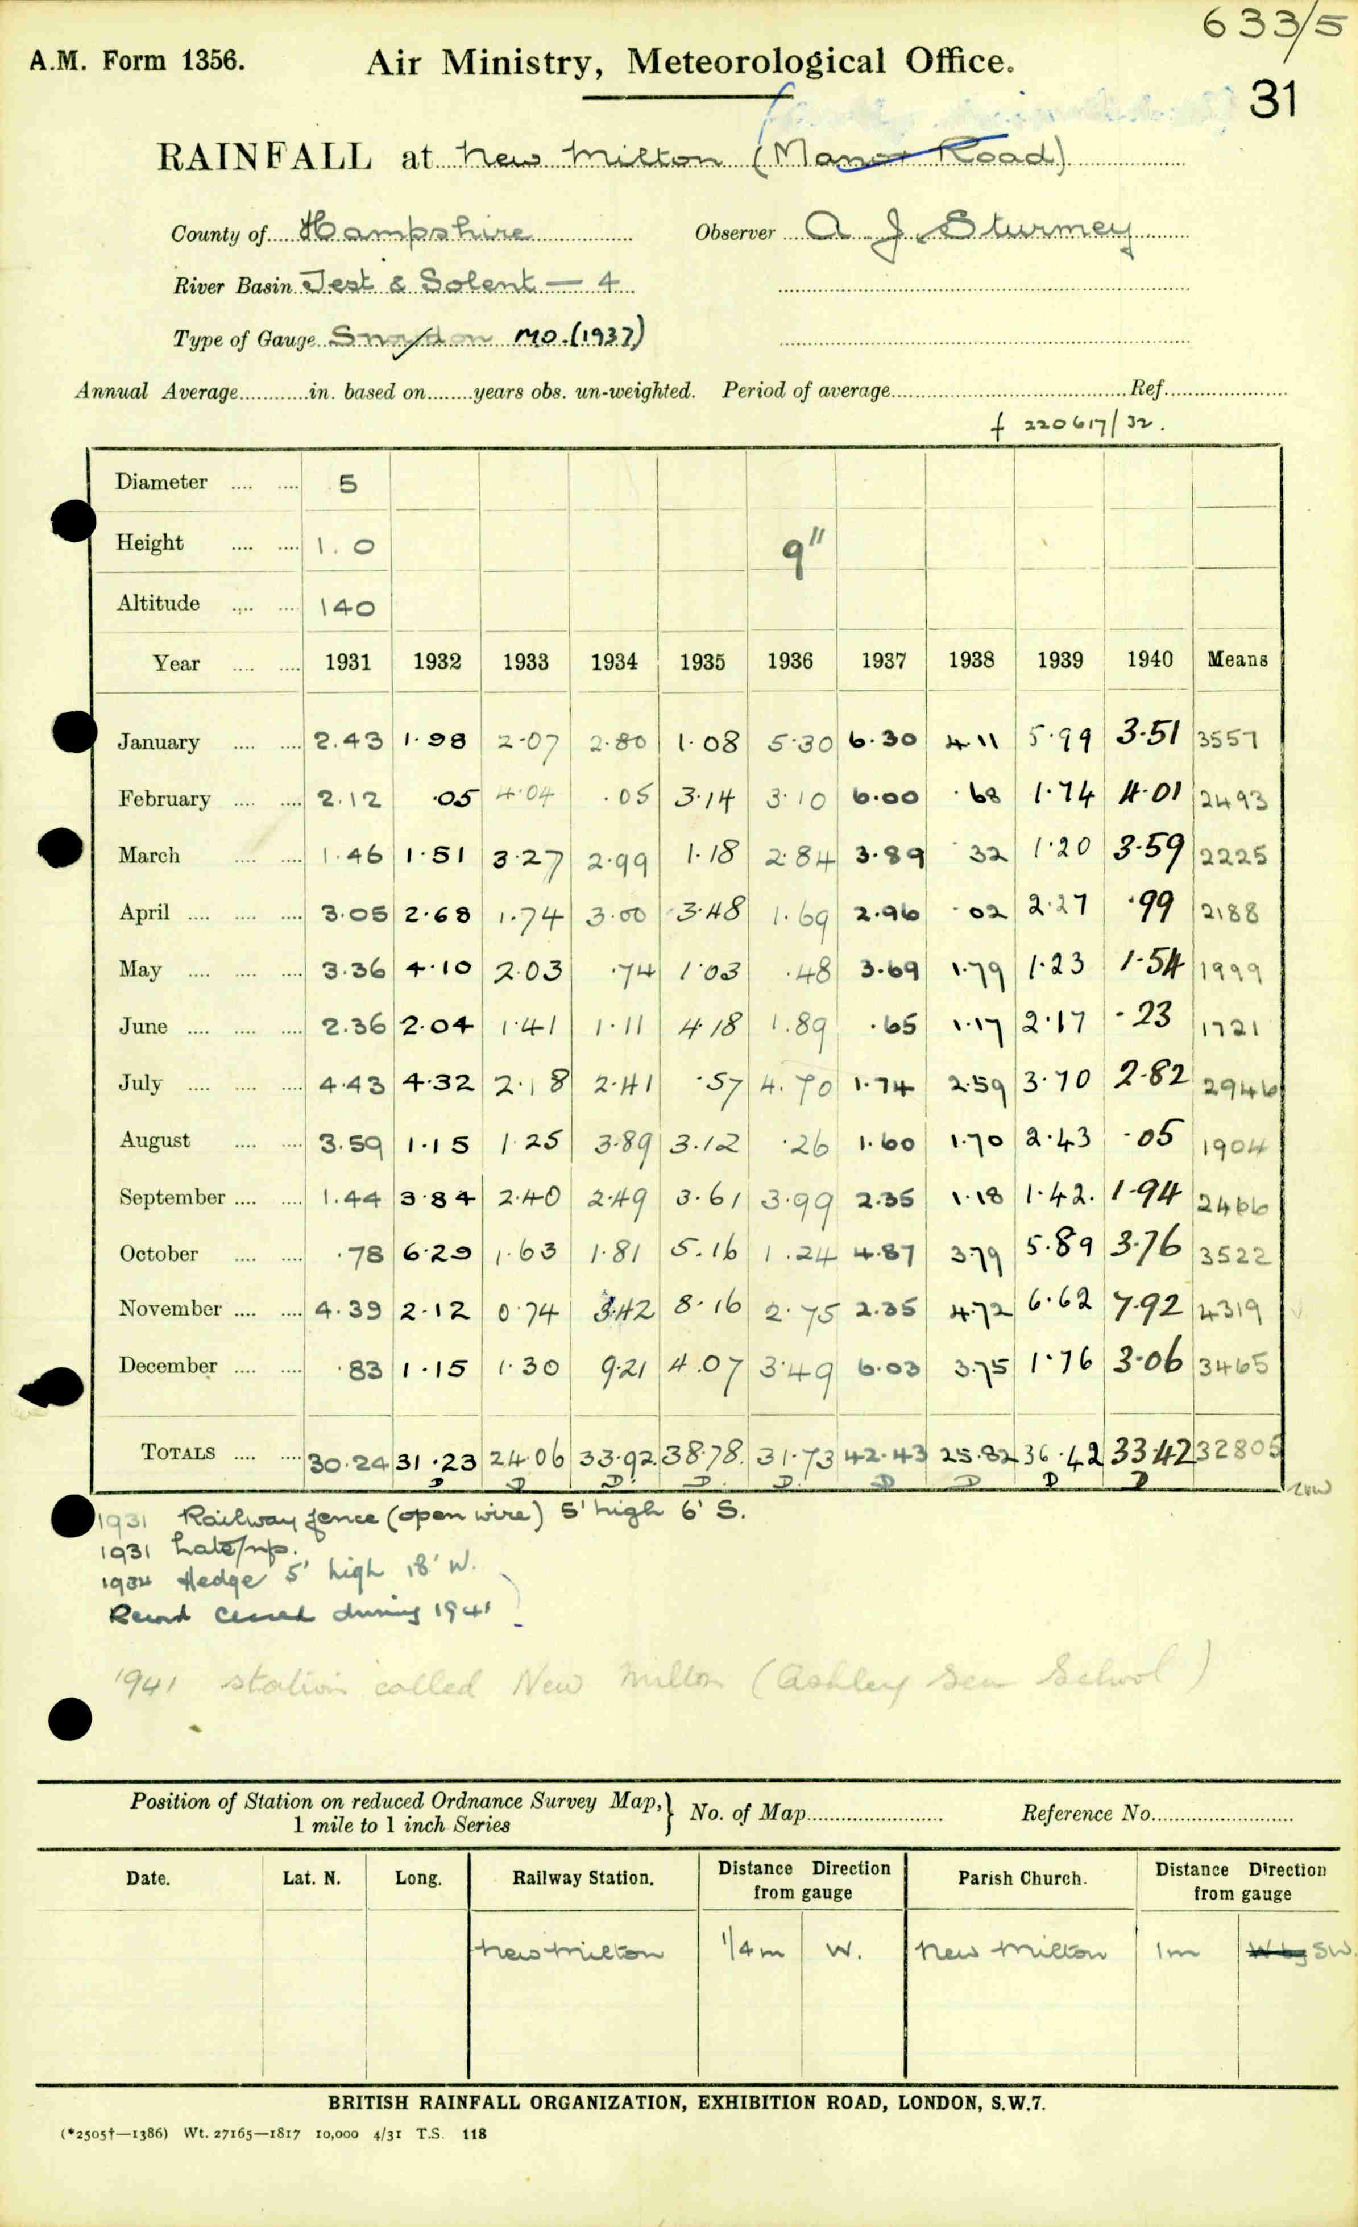 633/5
A.M. Form 1356. Air Ministry, Meteorological Office.
31
RAINFALL at New Milton (Manor Road)
County of Hampshire Observer A J Sturmey
River Basin Test & Solent — 4
Type of Gauge Snowdon M.O. (1937)
Annual Average............in. based on........years obs. un-weighted. Period of average........................Ref...............
f 220617/32.
Diameter .... .... 5
Height .... .... 1.0 9"
Altitude .... .... 140
Year .... .... 1931 1932 1933 1934 1935 1936 1937 1938 1939 1940 Means
January .... .... 2.43 1.98 2.07 2.80 1.08 5.30 6.30 4.11 5.99 3.51 3557
February .... .... 2.12 .05 4.04 .05 3.14 3.10 6.00 .68 1.74 4.01 2493
March .... .... 1.46 1.51 3.27 2.99 1.18 2.84 3.89 .32 1.20 3.59 2225
April .... .... .... 3.05 2.68 1.74 3.00 3.48 1.69 2.96 .02 2.27 .99 2188
May .... .... .... 3.36 4.10 2.03 .74 1.03 .48 3.69 1.79 1.23 1.54 1999
June .... .... .... 2.36 2.04 1.41 1.11 4.18 1.89 .65 1.17 2.17 .23 1721
July .... .... .... 4.43 4.32 2.18 2.41 .57 4.70 1.74 2.59 3.70 2.82 2946
August .... .... 3.59 1.15 1.25 3.89 3.12 .26 1.60 1.70 2.43 .05 1904
September .... .... 1.44 3.84 2.40 2.49 3.61 3.99 2.35 1.18 1.42. 1.94 2466
October .... .... .78 6.29 1.63 1.81 5.16 1.24 4.87 3.79 5.89 3.76 3522
November .... .... 4.39 2.12 0.74 3.42 8.16 2.75 2.35 4.72 6.62 7.92 4319
December .... .... .83 1.15 1.30 9.21 4.07 3.49 6.03 3.75 1.76 3.06 3465
TOTALS .... .... 30.24 31.23 24.06 33.92 38.78 31.73 42.43 25.82 36.42 33.42 32805
D D D. D. D. D D D D
1931 Railway fence (open wire) 5' high 6' S.
1931
1934 Hedge 5' high 18' W.
Record ceased during 1941
1941 station called New Milton (Ashley Sen School)
Position of Station on reduced Ordnance Survey Map, } No. of Map............ Reference No............
1 mile to 1 inch Series
Date. Lat. N. Long. Railway Station. Distance Direction from gauge Parish Church. Distance Direction from gauge
New Milton 1/4 m W. New Milton 1m W by SW.
BRITISH RAINFALL ORGANIZATION, EXHIBITION ROAD, LONDON, S.W.7.
(*2505†—1386) Wt. 27165—1817 10,000 4/31 T.S. 118